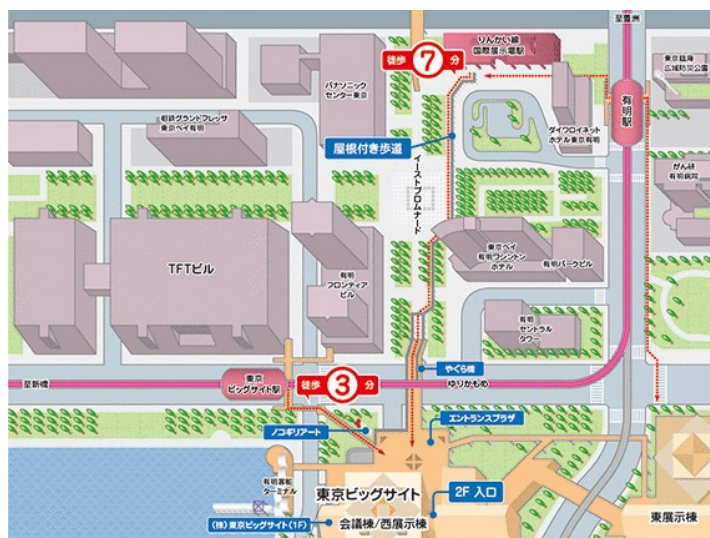 至豊洲
りんかい線
国際展示場駅
徒歩 7 分
パナソニック
センター東京
東京臨海
広域防災公園
有明駅
相鉄グランドフレッサ
東京ベイ有明
屋根付き歩道
ダイワロイネット
ホテル東京有明
イーストプロムナード
がん研
有明病院
TFTビル
有明
フロンティア
ビル
東京ベイ
有明ワシントン
ホテル
有明パークビル
有明
セントラル
タワー
やぐら橋
至新橋
東京
ビッグサイト駅
徒歩 3 分
ゆりかもめ
ノコギリアート
エントランスプラザ
有明客船
ターミナル
東京ビッグサイト
2F 入口
(株)東京ビッグサイト(1F)
会議棟/西展示棟
東展示棟